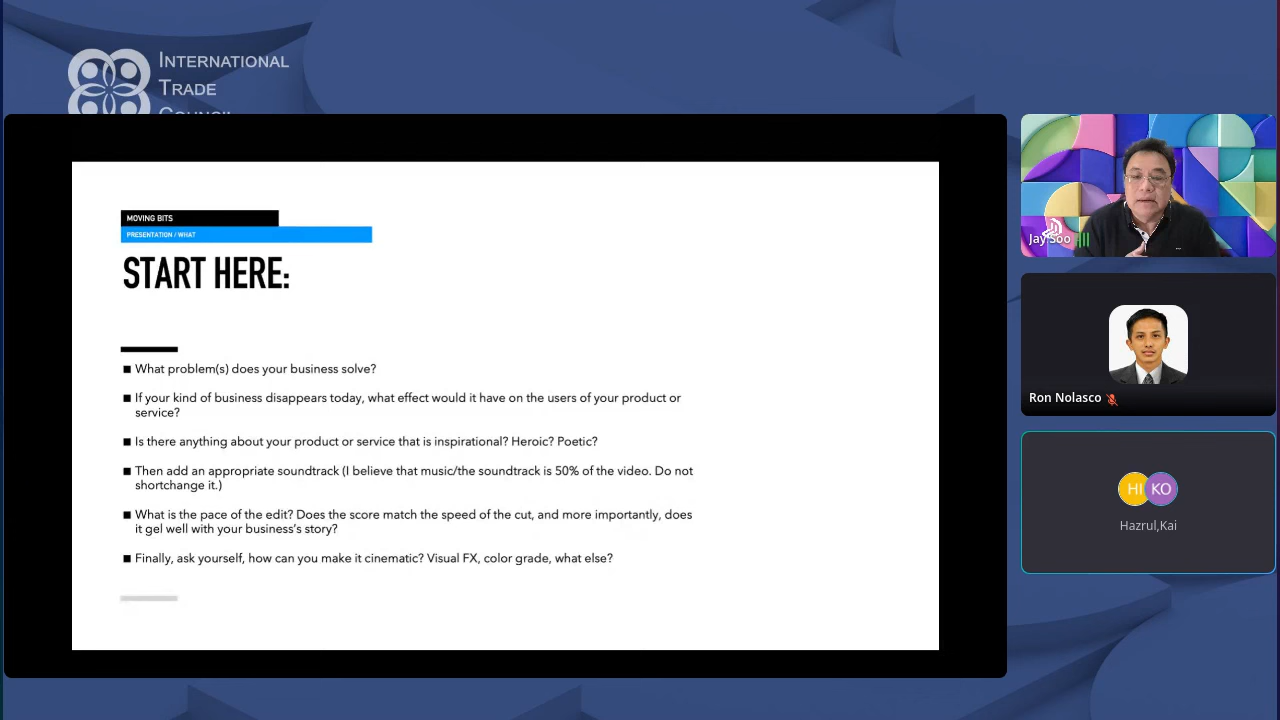 INTERNATIONAL
TRADE
COUNCIL
MOVING BITS
PRESENTATION / WHAT
START HERE:
■ What problem(s) does your business solve?
■ If your kind of business disappears today, what effect would it have on the users of your product or
service?
■ Is there anything about your product or service that is inspirational? Heroic? Poetic?
■ Then add an appropriate soundtrack (I believe that music/the soundtrack is 50% of the video. Do not
shortchange it.)
■ What is the pace of the edit? Does the score match the speed of the cut, and more importantly, does
it gel well with your business's story?
■ Finally, ask yourself, how can you make it cinematic? Visual FX, color grade, what else?
Jay Soo
Ron Nolasco
HI KO
Hazrul,Kai